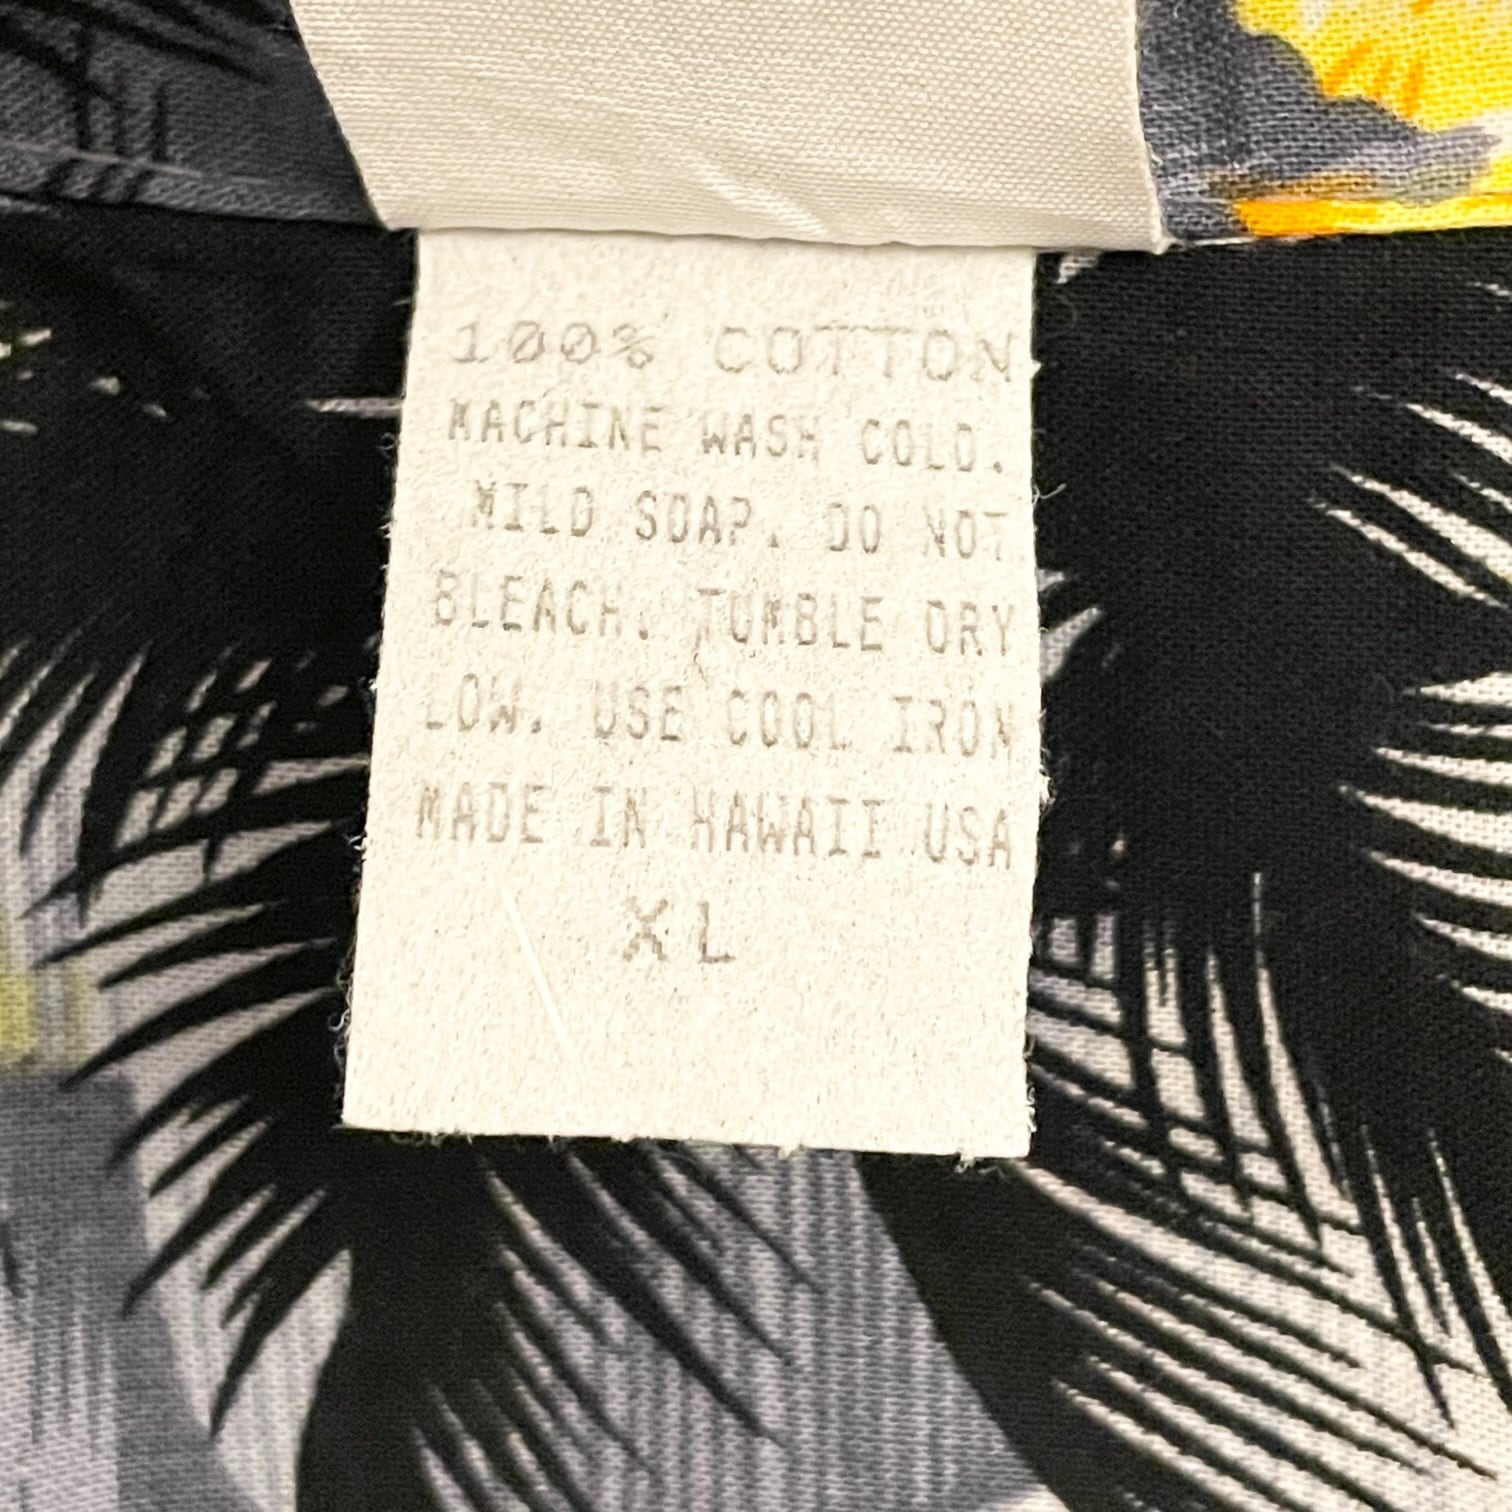 100% COTTON
MACHINE WASH COLD.
MILD SOAP. DO NOT
BLEACH. TUMBLE DRY
LOW. USE COOL IRON
MADE IN HAWAII USA
XL